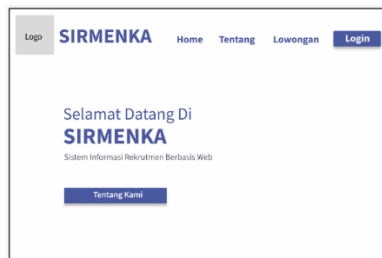 Logo SIRMENKA Home Tentang Lowongan Login
Selamat Datang Di
SIRMENKA
Sistem Informasi Rekrutmen Berbasis Web
Tentang Kami